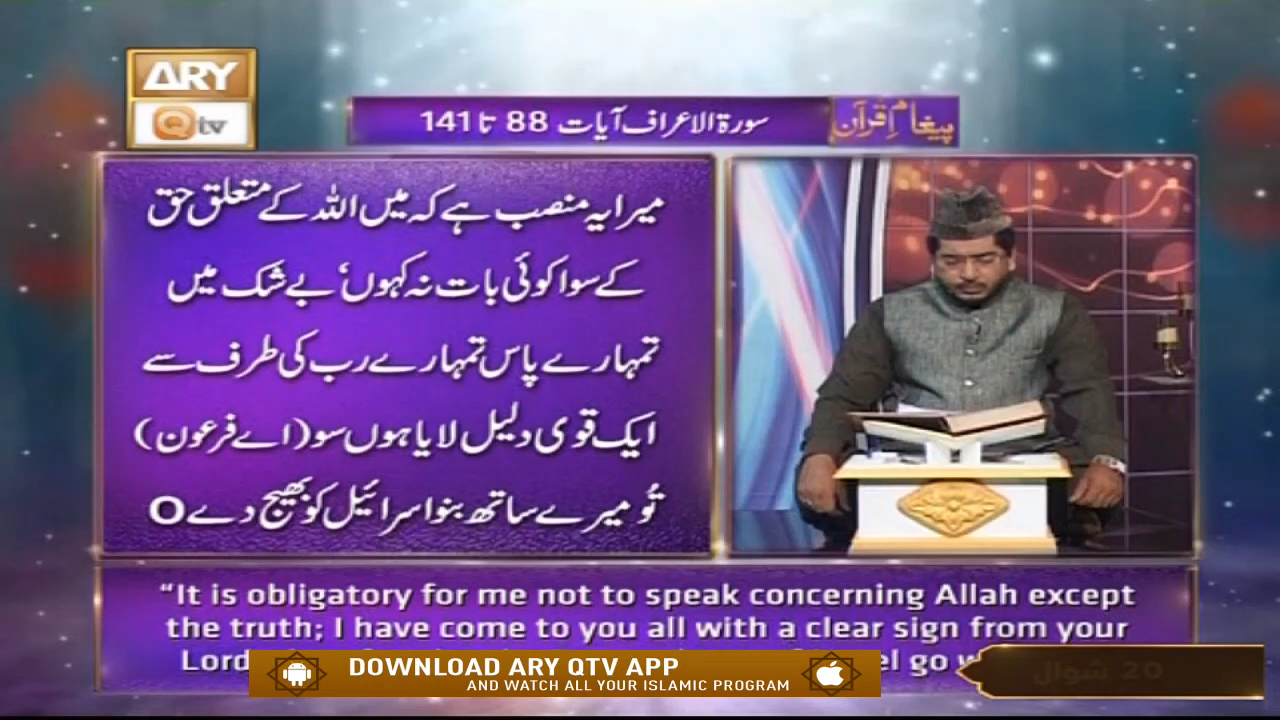 ARY
Qtv
سورۃ الاعراف آیات 88 تا 141
پیغامِ قرآن
میرا یہ منصب ہے کہ میں اللہ کے متعلق حق
کے سوا کوئی بات نہ کہوں، بے شک میں
تمہارے پاس تمہارے رب کی طرف سے
ایک قوی دلیل لایا ہوں سو (اے فرعون)
تُو میرے ساتھ بنو اسرائیل کو بھیج دے O
"It is obligatory for me not to speak concerning Allah except
the truth; I have come to you all with a clear sign from your
Lord go
DOWNLOAD ARY QTV APP
AND WATCH ALL YOUR ISLAMIC PROGRAM
20 شوال